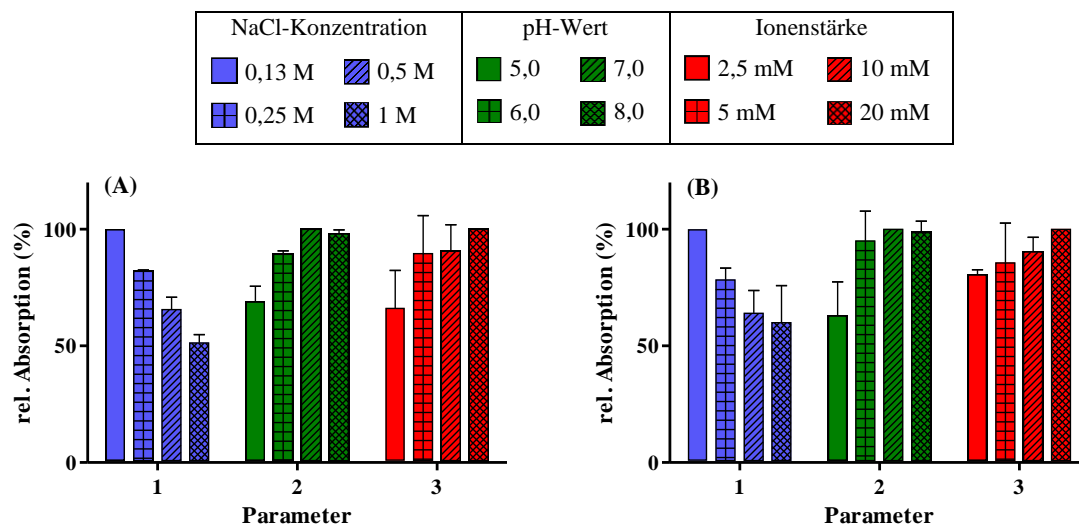 NaCl-Konzentration pH-Wert Ionenstärke
0,13 M 0,5 M 5,0 7,0 2,5 mM 10 mM
0,25 M 1 M 6,0 8,0 5 mM 20 mM
(A)
rel. Absorption (%)
100
50
0
1 2 3
Parameter
(B)
rel. Absorption (%)
100
50
0
1 2 3
Parameter